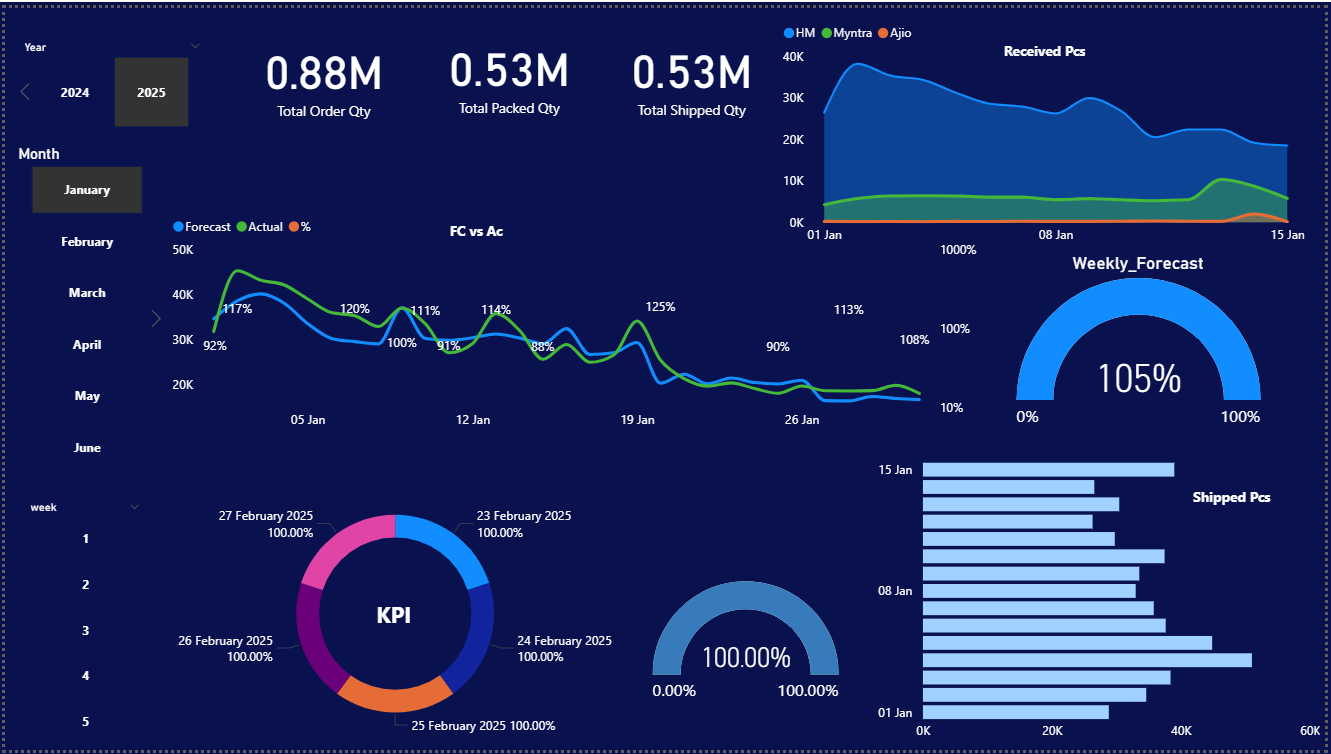 Year
2024
2025
Month
January
February
March
April
May
June
week
1
2
3
4
5
0.88M
Total Order Qty
0.53M
Total Packed Qty
0.53M
Total Shipped Qty
HM Myntra Ajio
Received Pcs
40K
30K
20K
10K
0K
01 Jan 08 Jan 15 Jan
Forecast Actual %
FC vs Ac
50K
40K
30K
20K
1000%
100%
10%
92%
117%
120%
100%
111%
91%
114%
88%
125%
90%
113%
108%
05 Jan 12 Jan 19 Jan 26 Jan
Weekly_Forecast
105%
0% 100%
KPI
23 February 2025
100.00%
24 February 2025
100.00%
25 February 2025 100.00%
26 February 2025
100.00%
27 February 2025
100.00%
100.00%
0.00% 100.00%
Shipped Pcs
15 Jan
08 Jan
01 Jan
0K 20K 40K 60K